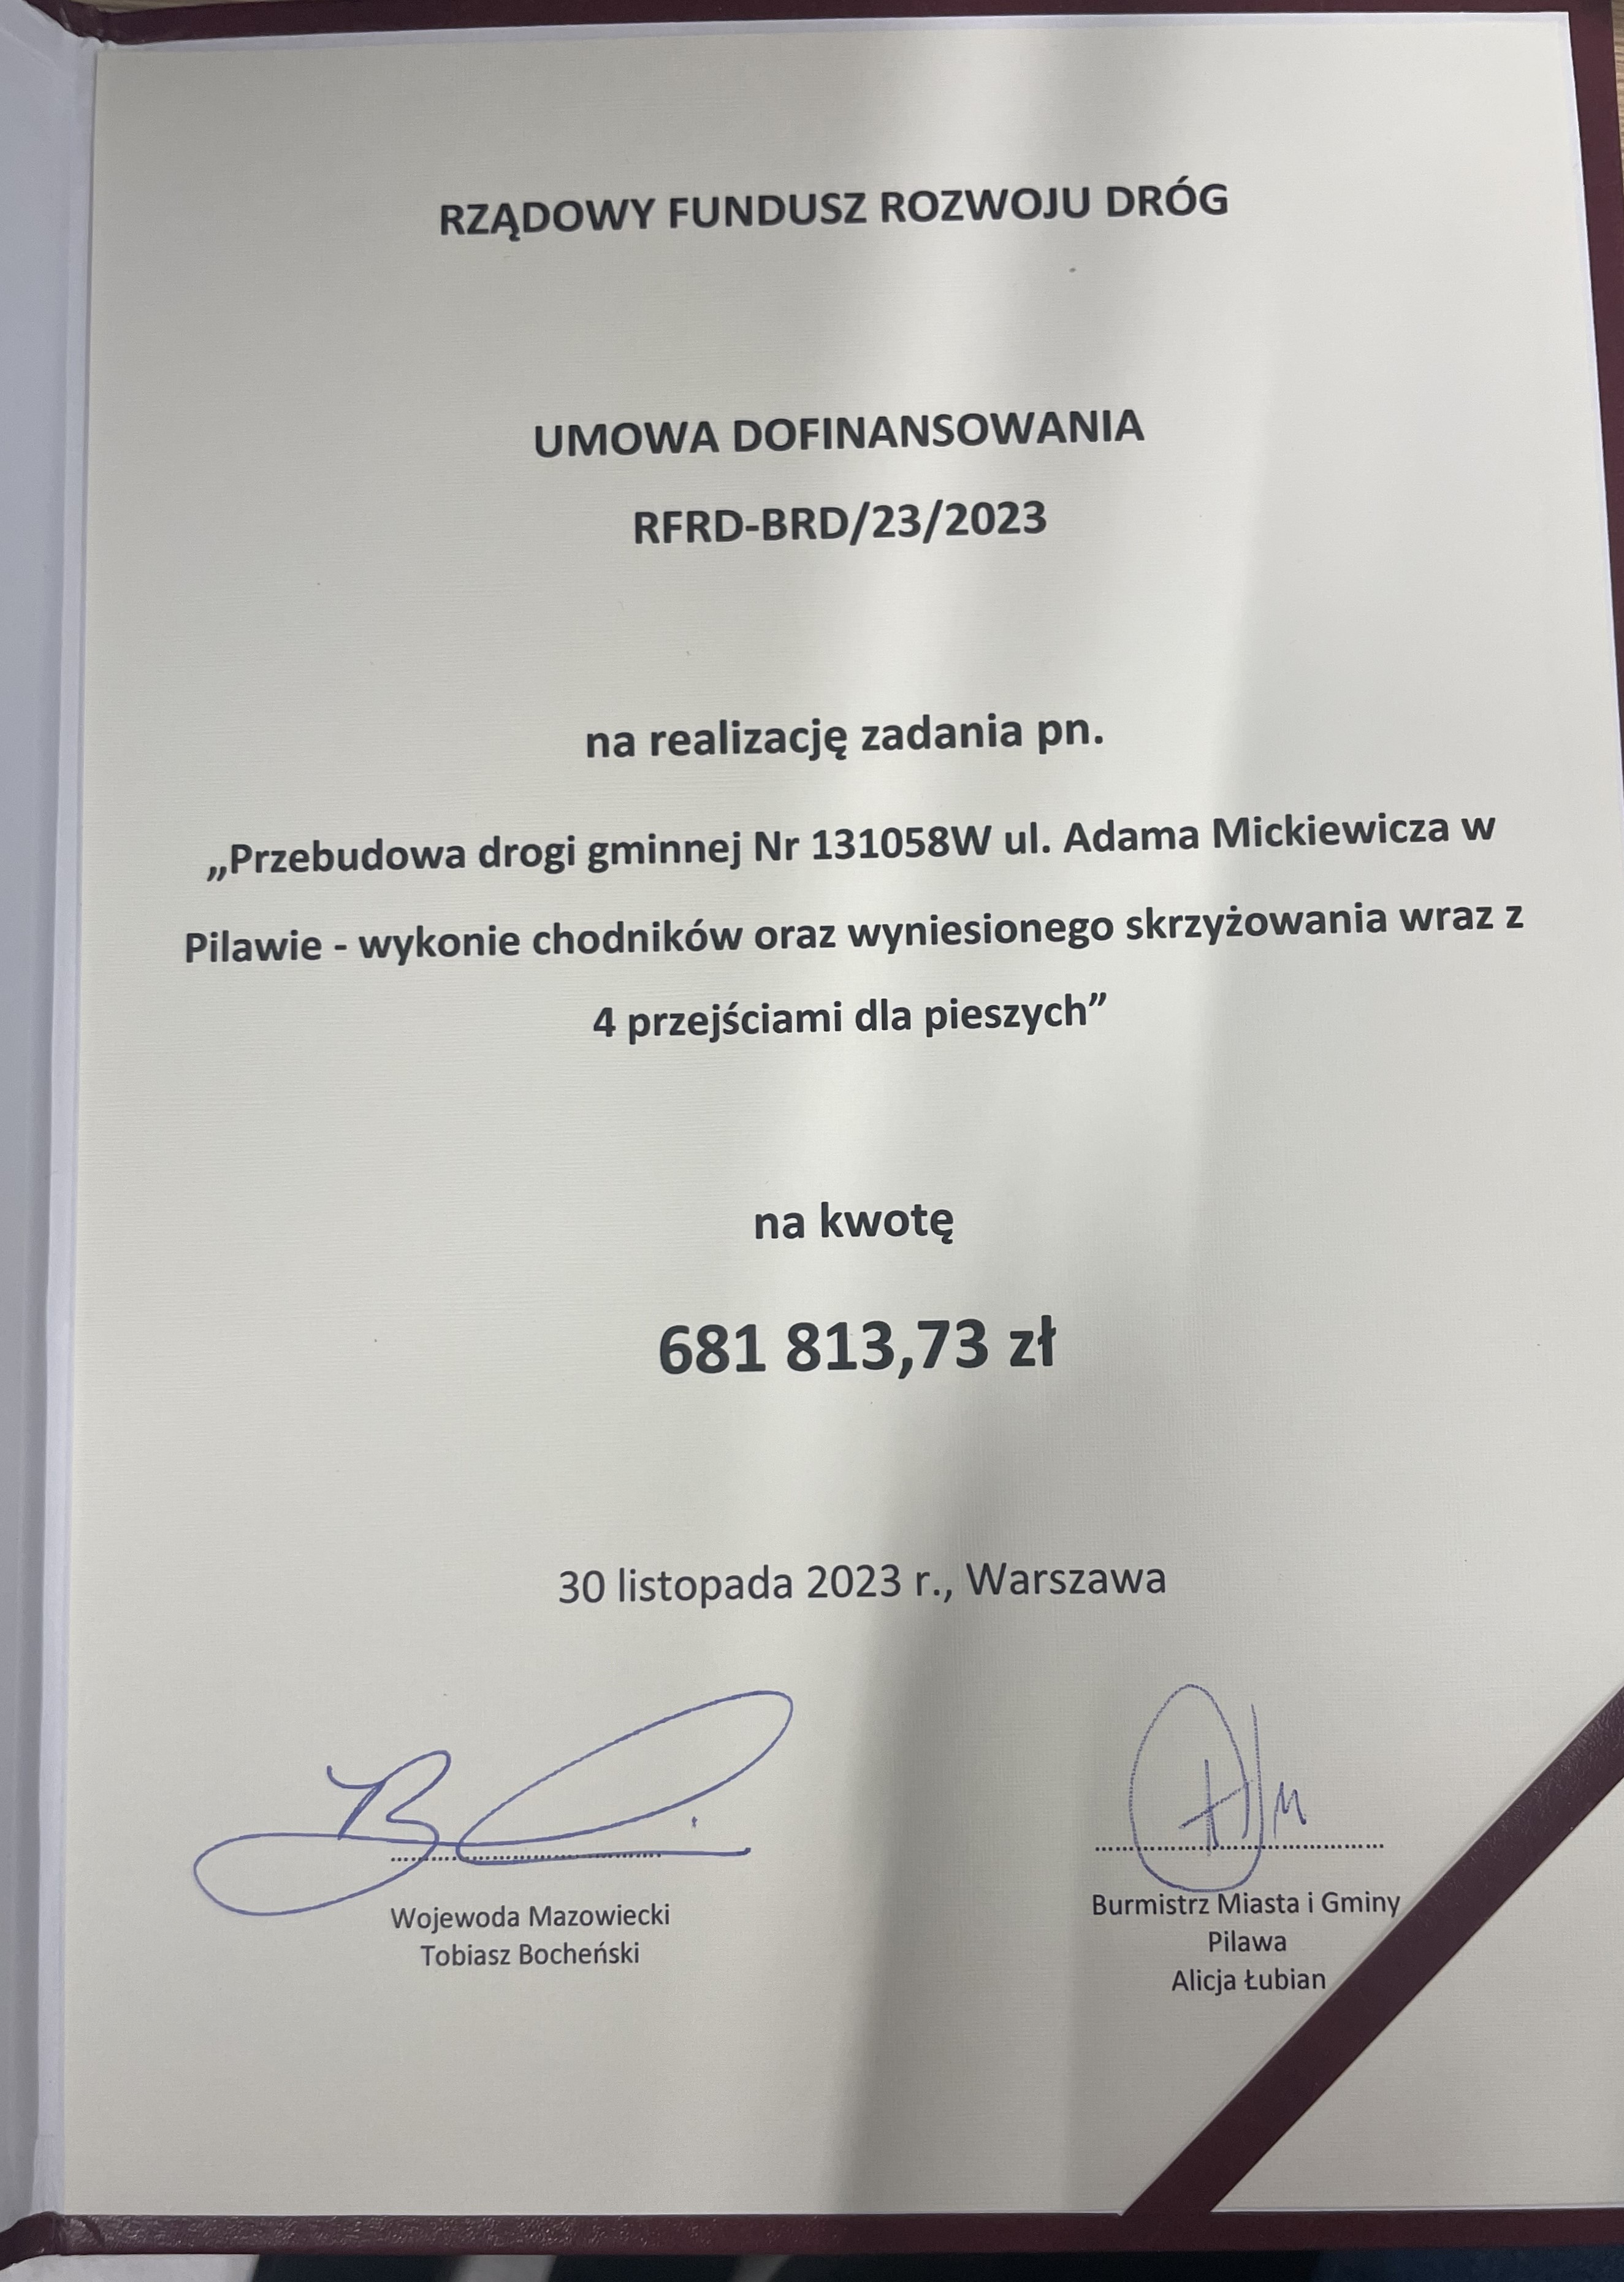 RZĄDOWY FUNDUSZ ROZWOJU DRÓG
UMOWA DOFINANSOWANIA
RFRD-BRD/23/2023
na realizację zadania pn.
„Przebudowa drogi gminnej Nr 131058W ul. Adama Mickiewicza w
Pilawie - wykonie chodników oraz wyniesionego skrzyżowania wraz z
4 przejściami dla pieszych”
na kwotę
681 813,73 zł
30 listopada 2023 r., Warszawa
Wojewoda Mazowiecki
Tobiasz Bocheński
Burmistrz Miasta i Gminy
Pilawa
Alicja Łubian